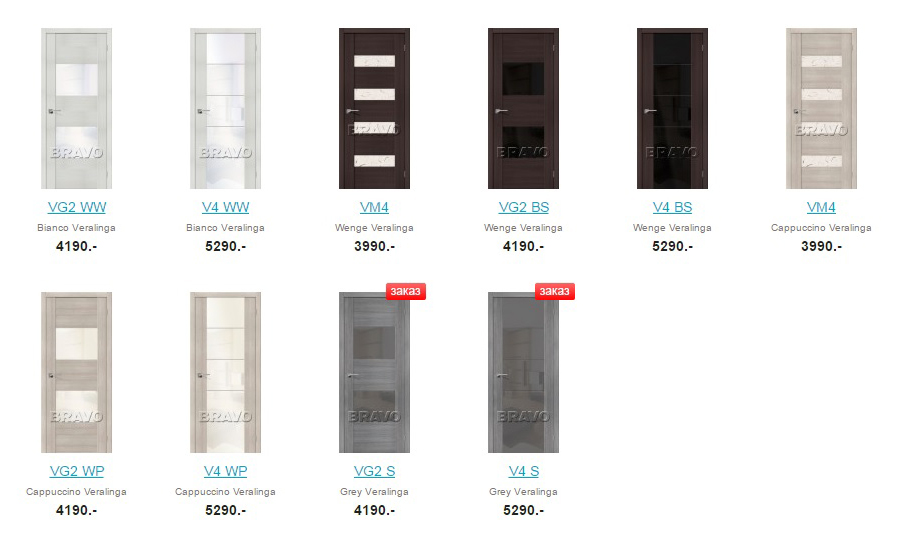 BRAVO BRAVO BRAVO BRAVO BRAVO BRAVO
VG2 WW V4 WW VM4 VG2 BS V4 BS VM4
Bianco Veralinga Bianco Veralinga Wenge Veralinga Wenge Veralinga Wenge Veralinga Cappuccino Veralinga
4190.- 5290.- 3990.- 4190.- 5290.- 3990.-
заказ заказ
BRAVO BRAVO BRAVO BRAVO
VG2 WP V4 WP VG2 S V4 S
Cappuccino Veralinga Cappuccino Veralinga Grey Veralinga Grey Veralinga
4190.- 5290.- 4190.- 5290.-